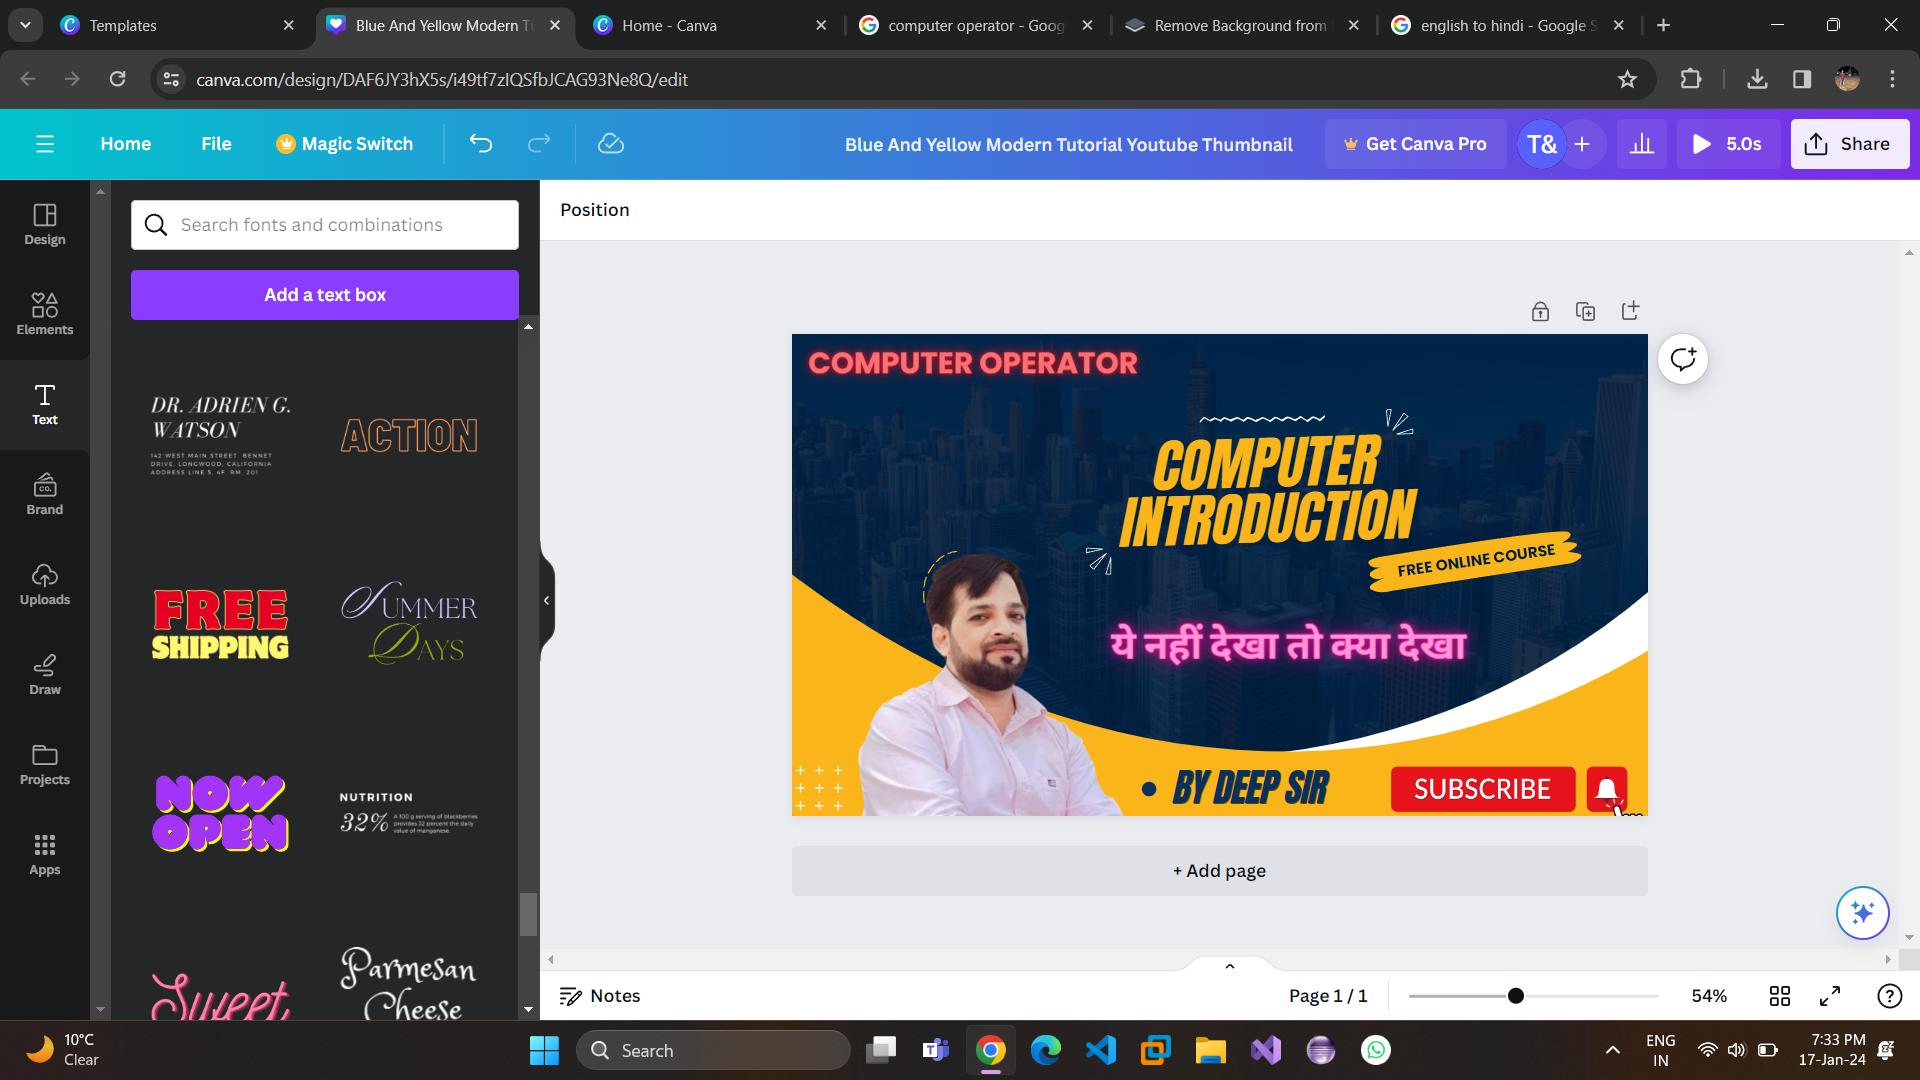 Templates
Blue And Yellow Modern T
Home - Canva
computer operator - Goog
Remove Background from
english to hindi - Google S
canva.com/design/DAF6JY3hX5s/i49tf7zIQSfbJCAG93Ne8Q/edit
Home
File
Magic Switch
Blue And Yellow Modern Tutorial Youtube Thumbnail
Get Canva Pro
T&
5.0s
Share
Design
Elements
Text
Brand
CO.
Uploads
Draw
Projects
Apps
Search fonts and combinations
Add a text box
DR. ADRIEN G.
WATSON
142 WEST MAIN STREET BENNET
DRIVE, LONGWOOD, CALIFORNIA
ADDRESS LINE 5, 4F, RM. 201
ACTION
FREE
SHIPPING
SUMMER
DAYS
NOW
OPEN
NUTRITION
32%
A 100 g serving of blackberries
provides 32 percent the daily
value of manganese.
Sweet
Parmesan
Cheese
Position
COMPUTER OPERATOR
COMPUTER
INTRODUCTION
FREE ONLINE COURSE
ये नहीं देखा तो क्या देखा
• BY DEEP SIR
SUBSCRIBE
+ Add page
Notes
Page 1 / 1
54%
10°C
Clear
Search
ENG
IN
7:33 PM
17-Jan-24